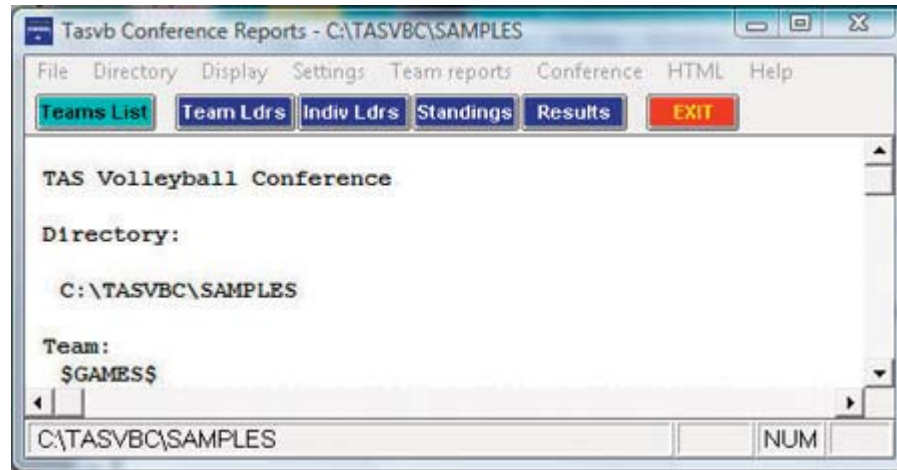 Tasvb Conference Reports - C:\TASVBC\SAMPLES
File Directory Display Settings Team reports Conference HTML Help
Teams List Team Ldrs Indiv Ldrs Standings Results EXIT
TAS Volleyball Conference
Directory:
C:\TASVBC\SAMPLES
Team:
$GAMES$
C:\TASVBC\SAMPLES NUM